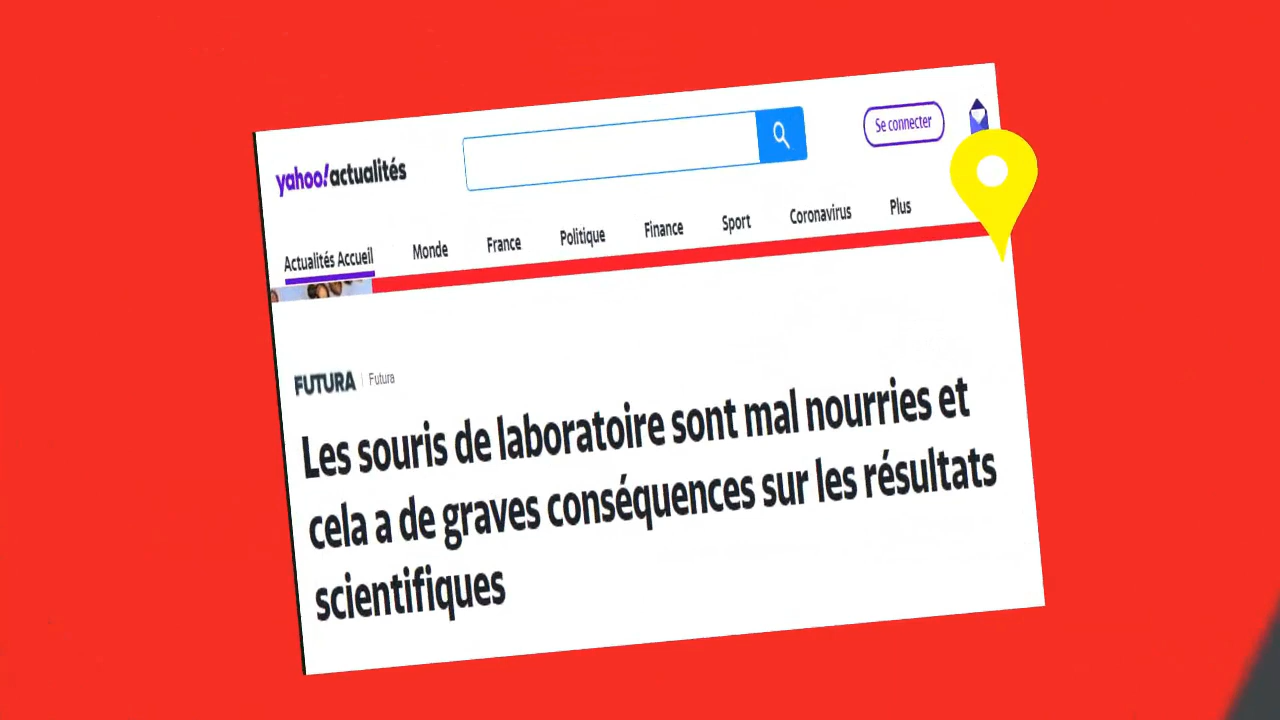 yahoo!actualités
Se connecter
Actualités Accueil Monde France Politique Finance Sport Coronavirus Plus
FUTURA | Futura
Les souris de laboratoire sont mal nourries et
cela a de graves conséquences sur les résultats
scientifiques